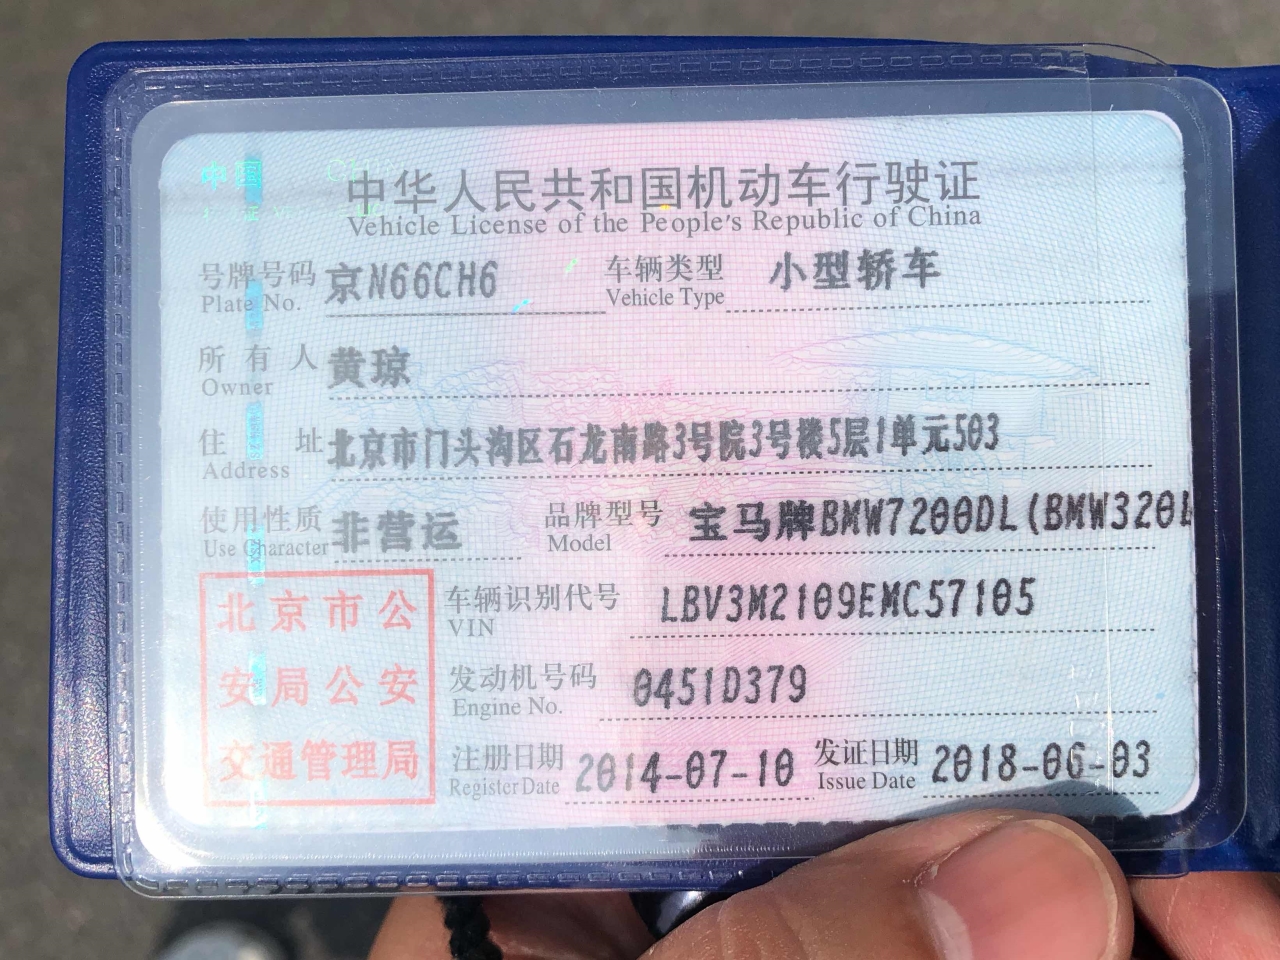 中国 CHINA
中华人民共和国机动车行驶证
Vehicle License of the People's Republic of China
号牌号码 京N66CH6 车辆类型 小型轿车
Plate No. Vehicle Type
所有人 黄琼
Owner
住址 北京市门头沟区石龙南路3号院3号楼5层1单元503
Address
使用性质 非营运 品牌型号 宝马牌BMW7200DL(BMW320L
Use Character Model
北京市公
安局公安
交通管理局
车辆识别代号 LBV3M2109EMC57105
VIN
发动机号码 0451D379
Engine No.
注册日期 2014-07-10 发证日期 2018-06-03
Register Date Issue Date